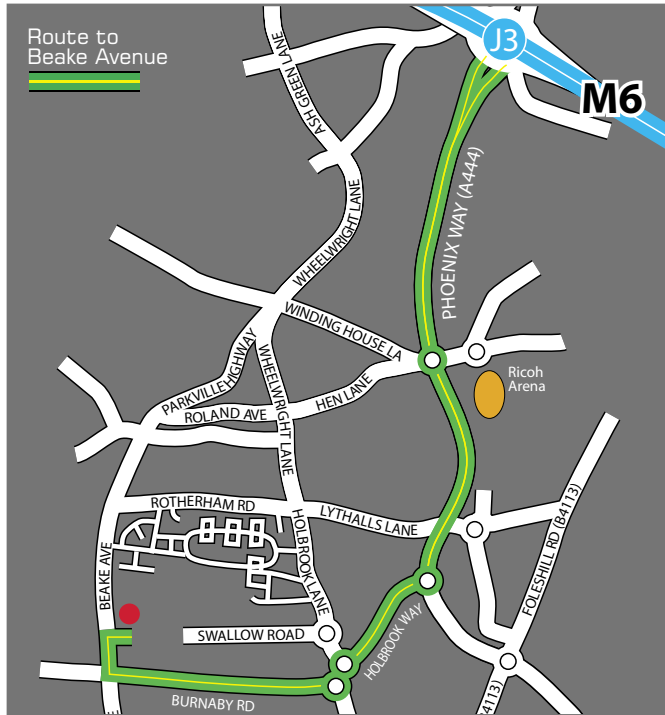 Route to
Beake Avenue
J3
M6
ASH GREEN LANE
PHOENIX WAY (A444)
WHEELWRIGHT LANE
WINDING HOUSE LA
PARKVILLE HIGHWAY
WHEELWRIGHT LANE
HEN LANE
ROLAND AVE
Ricoh
Arena
ROTHERHAM RD
LYTHALLS LANE
HOLBROOK LANE
FOLESHILL RD (B4113)
BEAKE AVE
SWALLOW ROAD
HOLBROOK WAY
BURNABY RD
4113)
E